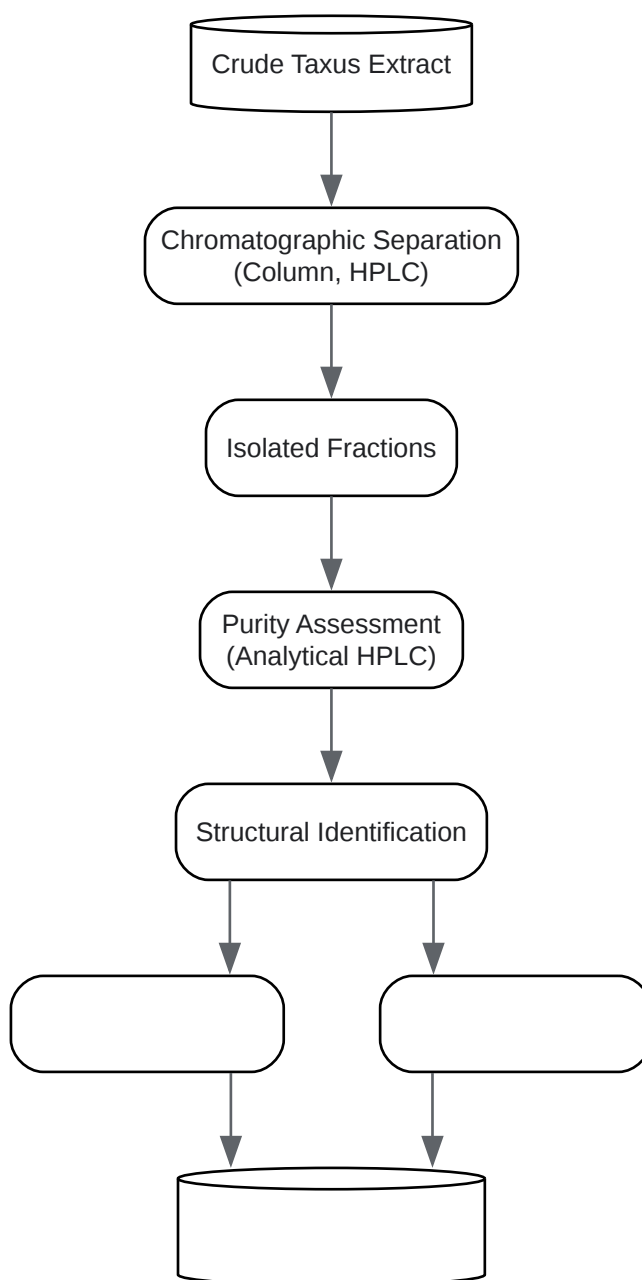 Crude Taxus Extract
Chromatographic Separation
(Column, HPLC)
Isolated Fractions
Purity Assessment
(Analytical HPLC)
Structural Identification